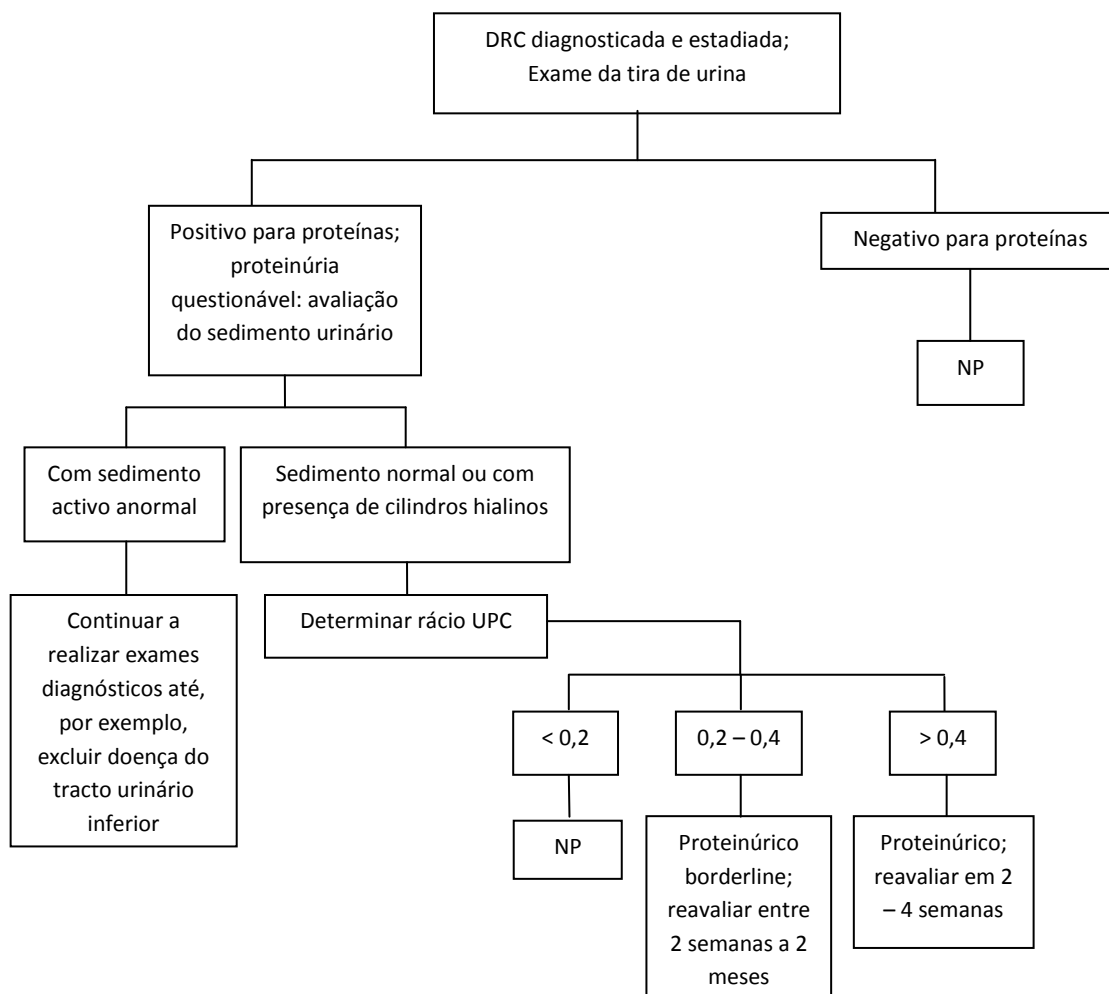 DRC diagnosticada e estadiada;
Exame da tira de urina
Positivo para proteínas;
proteinúria
questionável: avaliação
do sedimento urinário
Negativo para proteínas
NP
Com sedimento
activo anormal
Sedimento normal ou com
presença de cilindros hialinos
Continuar a
realizar exames
diagnósticos até,
por exemplo,
excluir doença do
tracto urinário
inferior
Determinar rácio UPC
< 0,2
0,2 – 0,4
> 0,4
NP
Proteinúrico
borderline;
reavaliar entre
2 semanas a 2
meses
Proteinúrico;
reavaliar em 2
– 4 semanas